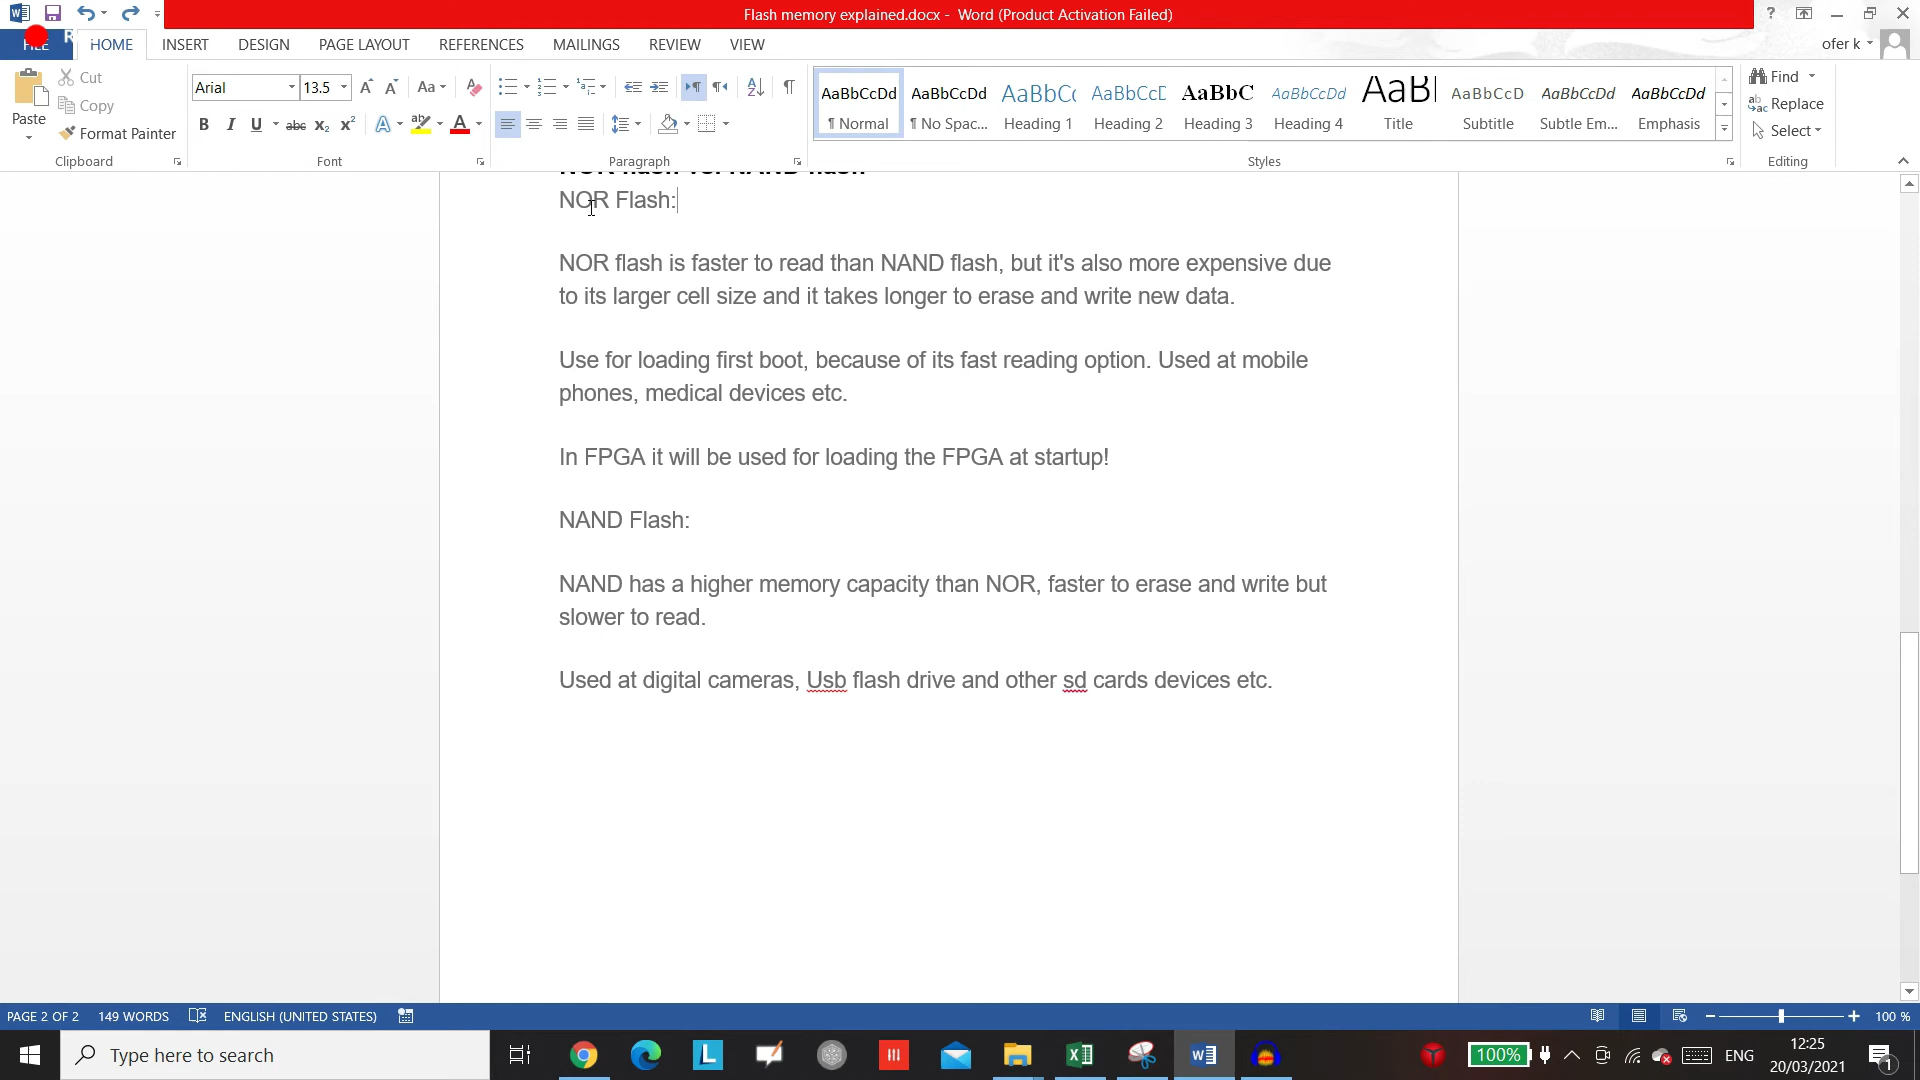 Flash memory explained.docx - Word (Product Activation Failed)
FILE HOME INSERT DESIGN PAGE LAYOUT REFERENCES MAILINGS REVIEW VIEW ofer k
Cut
Copy
Format Painter
Paste
Arial 13.5
AaBbCcDd AaBbCcDd AaBbCc AaBbCcD AaBbC AaBbCcDd AaBb AaBbCcD AaBbCcDd AaBbCcDd
¶ Normal ¶ No Spac... Heading 1 Heading 2 Heading 3 Heading 4 Title Subtitle Subtle Em... Emphasis
Find
Replace
Select
Clipboard Font Paragraph Styles Editing
NOR flash vs. NAND flash
NOR Flash:
NOR flash is faster to read than NAND flash, but it's also more expensive due
to its larger cell size and it takes longer to erase and write new data.
Use for loading first boot, because of its fast reading option. Used at mobile
phones, medical devices etc.
In FPGA it will be used for loading the FPGA at startup!
NAND Flash:
NAND has a higher memory capacity than NOR, faster to erase and write but
slower to read.
Used at digital cameras, Usb flash drive and other sd cards devices etc.
PAGE 2 OF 2 149 WORDS ENGLISH (UNITED STATES) 100 %
Type here to search
100% ENG
12:25
20/03/2021
1